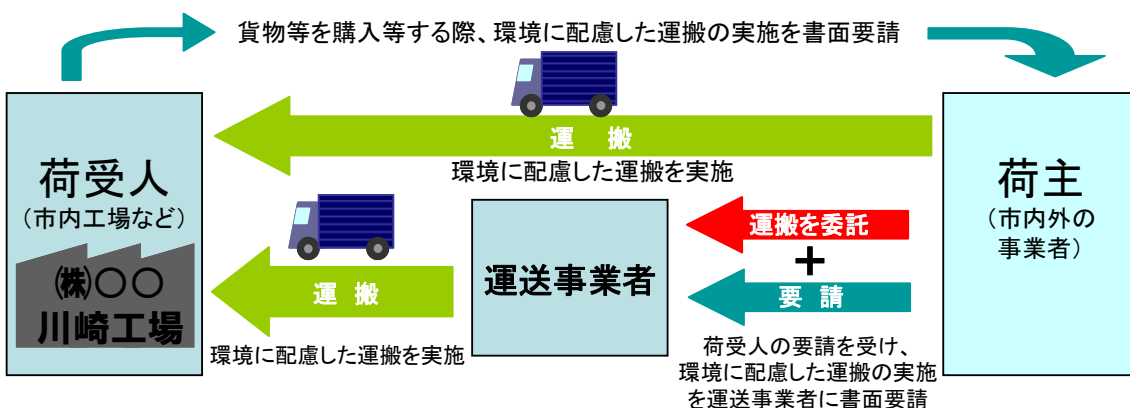 貨物等を購入等する際、環境に配慮した運搬の実施を書面要請
運 搬
環境に配慮した運搬を実施
荷受人
（市内工場など）
㈱○○
川崎工場
運 搬
環境に配慮した運搬を実施
運送事業者
運搬を委託
＋
要 請
荷受人の要請を受け、
環境に配慮した運搬の実施
を運送事業者に書面要請
荷主
（市内外の
事業者）